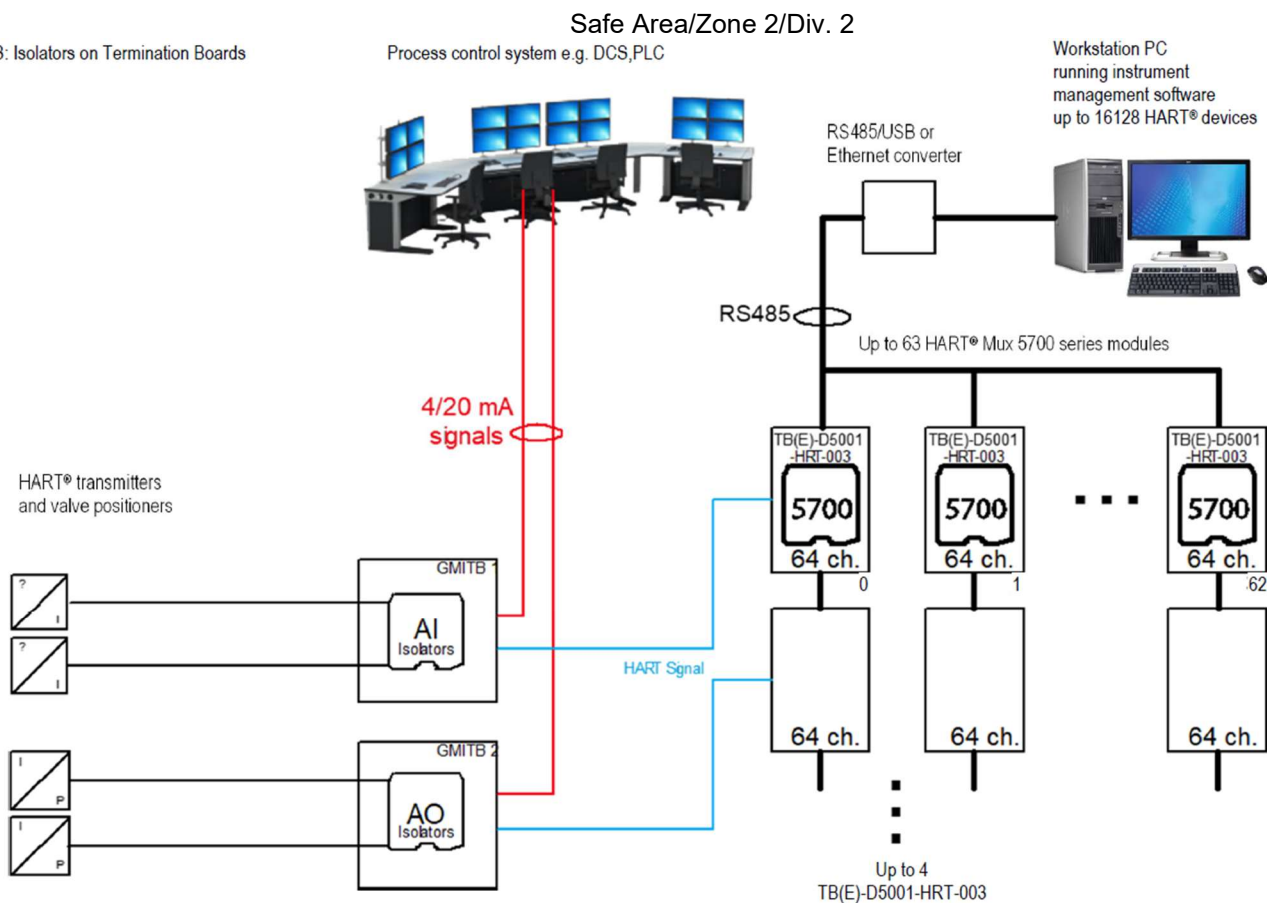 Safe Area/Zone 2/Div. 2
3: Isolators on Termination Boards
Process control system e.g. DCS,PLC
Workstation PC
running instrument
management software
up to 16128 HART® devices
RS485/USB or
Ethernet converter
RS485
Up to 63 HART® Mux 5700 series modules
4/20 mA
signals
TB(E)-D5001
-HRT-003
5700
64 ch.
0
TB(E)-D5001
-HRT-003
5700
64 ch.
1
TB(E)-D5001
-HRT-003
5700
64 ch.
62
HART® transmitters
and valve positioners
GMITB 1
AI
Isolators
?
I
?
I
HART Signal
64 ch.
64 ch.
64 ch.
GMITB 2
AO
Isolators
I
P
I
P
Up to 4
TB(E)-D5001-HRT-003